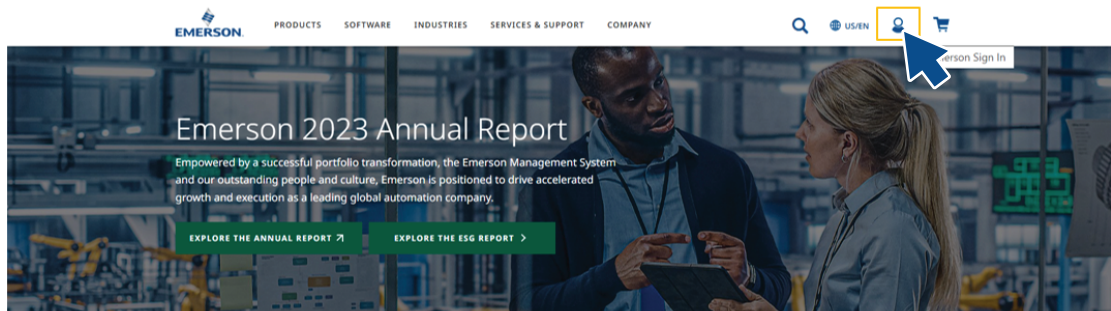 EMERSON
PRODUCTS SOFTWARE INDUSTRIES SERVICES & SUPPORT COMPANY
US/EN
Sign In
Emerson 2023 Annual Report
Empowered by a successful portfolio transformation, the Emerson Management System
and our outstanding people and culture, Emerson is positioned to drive accelerated
growth and execution as a leading global automation company.
EXPLORE THE ANNUAL REPORT
EXPLORE THE ESG REPORT